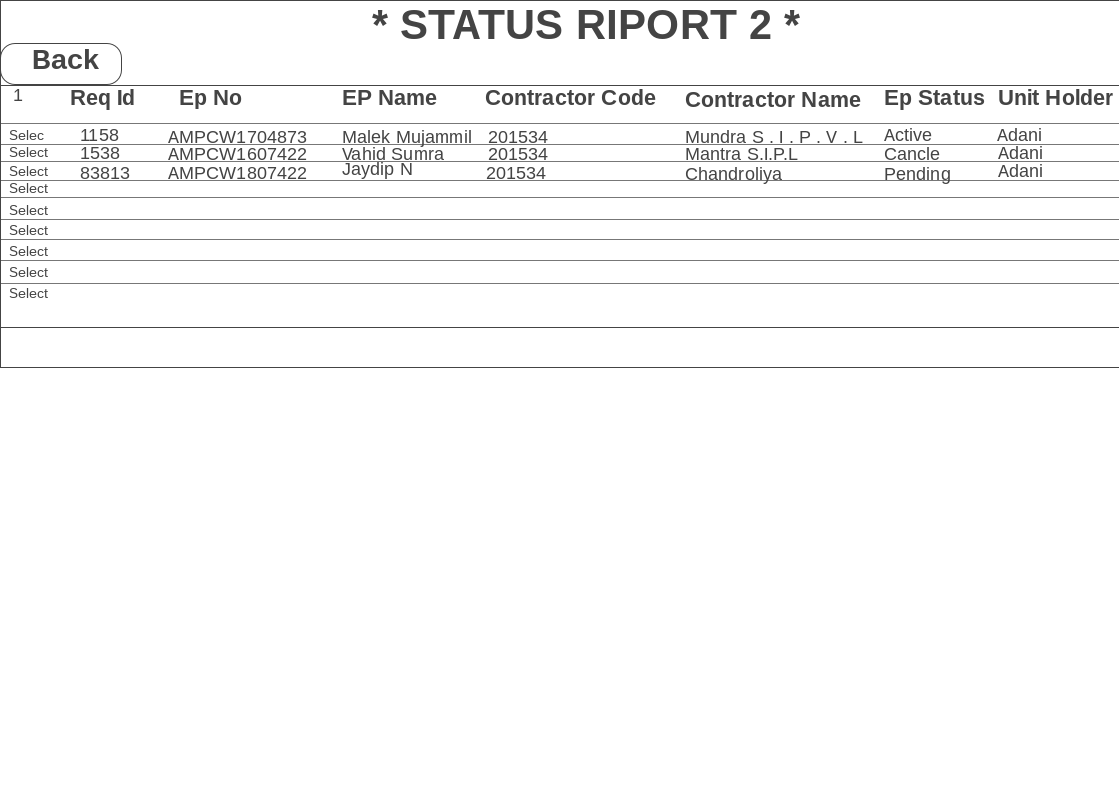 * STATUS RIPORT 2 *
Back
1 Req Id Ep No EP Name Contractor Code Contractor Name Ep Status Unit Holder
Selec 1158 AMPCW1704873 Malek Mujammil 201534 Mundra S . I . P . V . L Active Adani
Select 1538 AMPCW1607422 Vahid Sumra 201534 Mantra S.I.P.L Cancle Adani
Select 83813 AMPCW1807422 Jaydip N 201534 Chandroliya Pending Adani
Select
Select
Select
Select
Select
Select